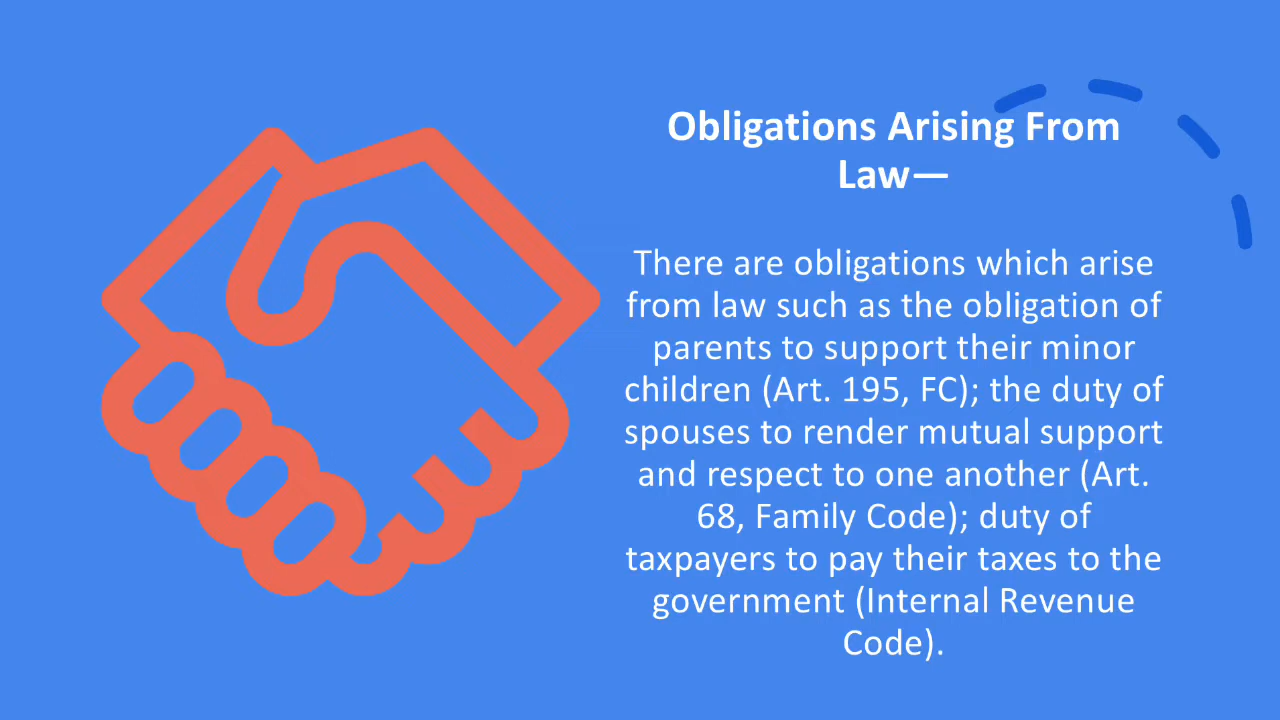 Obligations Arising From
Law—
There are obligations which arise
from law such as the obligation of
parents to support their minor
children (Art. 195, FC); the duty of
spouses to render mutual support
and respect to one another (Art.
68, Family Code); duty of
taxpayers to pay their taxes to the
government (Internal Revenue
Code).